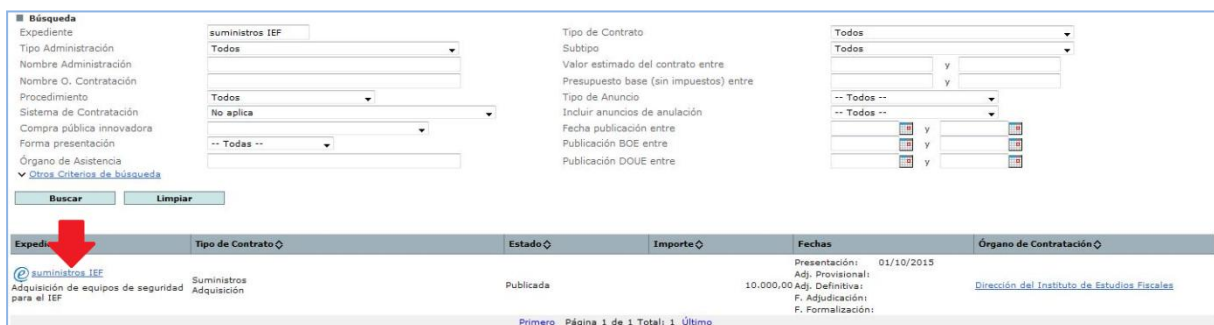 Búsqueda
Expediente suministros IEF Tipo de Contrato Todos
Tipo Administración Todos Subtipo Todos
Nombre Administración Valor estimado del contrato entre y
Nombre O. Contratación Presupuesto base (sin impuestos) entre y
Procedimiento Todos Tipo de Anuncio -- Todos --
Sistema de Contratación No aplica Incluir anuncios de anulación -- Todos --
Compra pública innovadora Fecha publicación entre y
Forma presentación -- Todas -- Publicación BOE entre y
Órgano de Asistencia Publicación DOUE entre y
Otros Criterios de búsqueda
Buscar Limpiar
Tipo de Contrato Estado Importe Fechas Órgano de Contratación
suministros IEF
Adquisición de equipos de seguridad para el IEF
Suministros
Adquisición
Publicada
10.000,00
Presentación: 01/10/2015
Adj. Provisional:
Adj. Definitiva:
F. Adjudicación:
F. Formalización:
Dirección del Instituto de Estudios Fiscales
Primero Página 1 de 1 Total: 1 Último